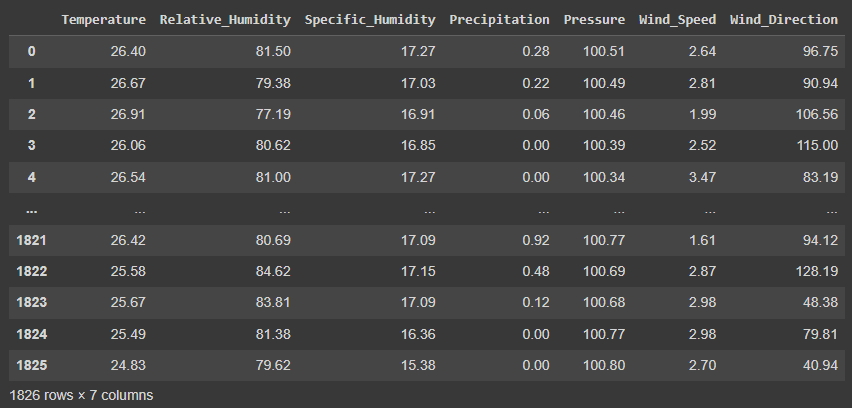 Temperature Relative_Humidity Specific_Humidity Precipitation Pressure Wind_Speed Wind_Direction
0 26.40 81.50 17.27 0.28 100.51 2.64 96.75
1 26.67 79.38 17.03 0.22 100.49 2.81 90.94
2 26.91 77.19 16.91 0.06 100.46 1.99 106.56
3 26.06 80.62 16.85 0.00 100.39 2.52 115.00
4 26.54 81.00 17.27 0.00 100.34 3.47 83.19
... ... ... ... ... ... ... ...
1821 26.42 80.69 17.09 0.92 100.77 1.61 94.12
1822 25.58 84.62 17.15 0.48 100.69 2.87 128.19
1823 25.67 83.81 17.09 0.12 100.68 2.98 48.38
1824 25.49 81.38 16.36 0.00 100.77 2.98 79.81
1825 24.83 79.62 15.38 0.00 100.80 2.70 40.94
1826 rows × 7 columns